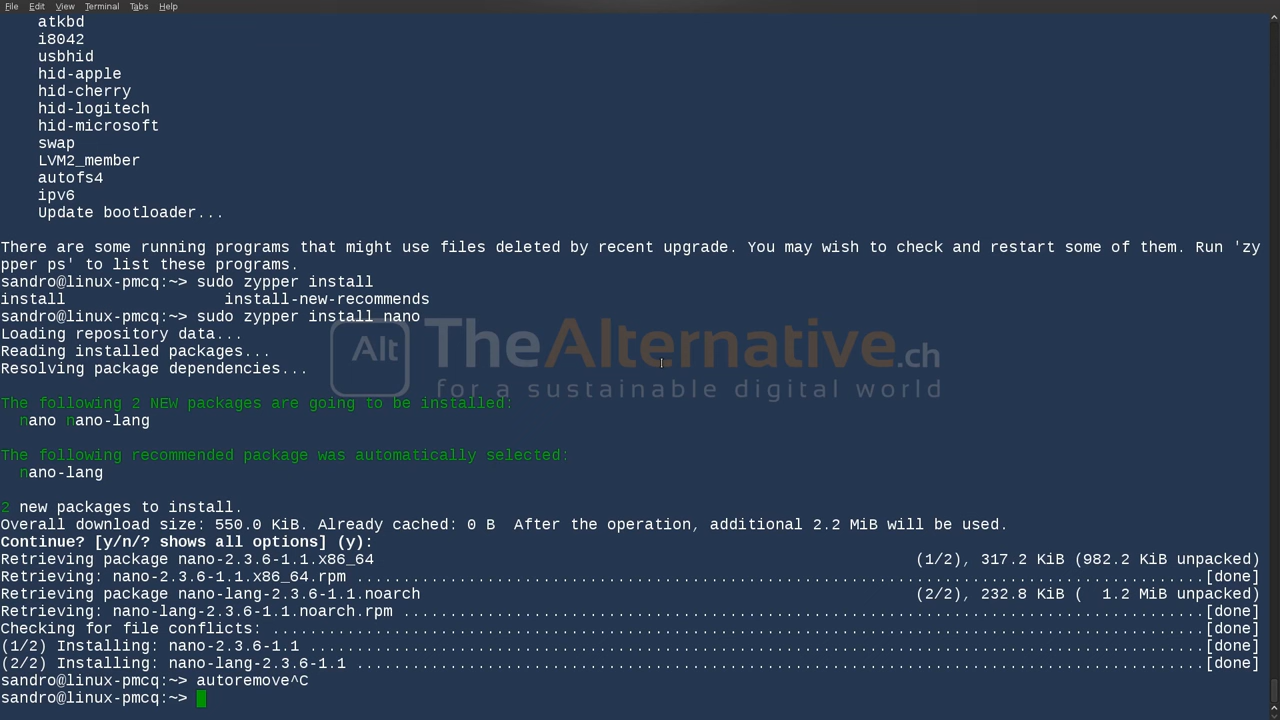 File Edit View Terminal Tabs Help
atkbd
i8042
usbhid
hid-apple
hid-cherry
hid-logitech
hid-microsoft
swap
LVM2_member
autofs4
ipv6
Update bootloader...
There are some running programs that might use files deleted by recent upgrade. You may wish to check and restart some of them. Run 'zy
pper ps' to list these programs.
sandro@linux-pmcq:~> sudo zypper install
install install-new-recommends
sandro@linux-pmcq:~> sudo zypper install nano
Loading repository data...
Reading installed packages...
Resolving package dependencies...
Alt TheAlternative.ch
for a sustainable digital world
The following 2 NEW packages are going to be installed:
nano nano-lang
The following recommended package was automatically selected:
nano-lang
2 new packages to install.
Overall download size: 550.0 KiB. Already cached: 0 B After the operation, additional 2.2 MiB will be used.
Continue? [y/n/? shows all options] (y):
Retrieving package nano-2.3.6-1.1.x86_64 (1/2), 317.2 KiB (982.2 KiB unpacked)
Retrieving: nano-2.3.6-1.1.x86_64.rpm ............................................................................................[done]
Retrieving package nano-lang-2.3.6-1.1.noarch (2/2), 232.8 KiB ( 1.2 MiB unpacked)
Retrieving: nano-lang-2.3.6-1.1.noarch.rpm .......................................................................................[done]
Checking for file conflicts: .....................................................................................................[done]
(1/2) Installing: nano-2.3.6-1.1 .................................................................................................[done]
(2/2) Installing: nano-lang-2.3.6-1.1 ............................................................................................[done]
sandro@linux-pmcq:~> autoremove^C
sandro@linux-pmcq:~>